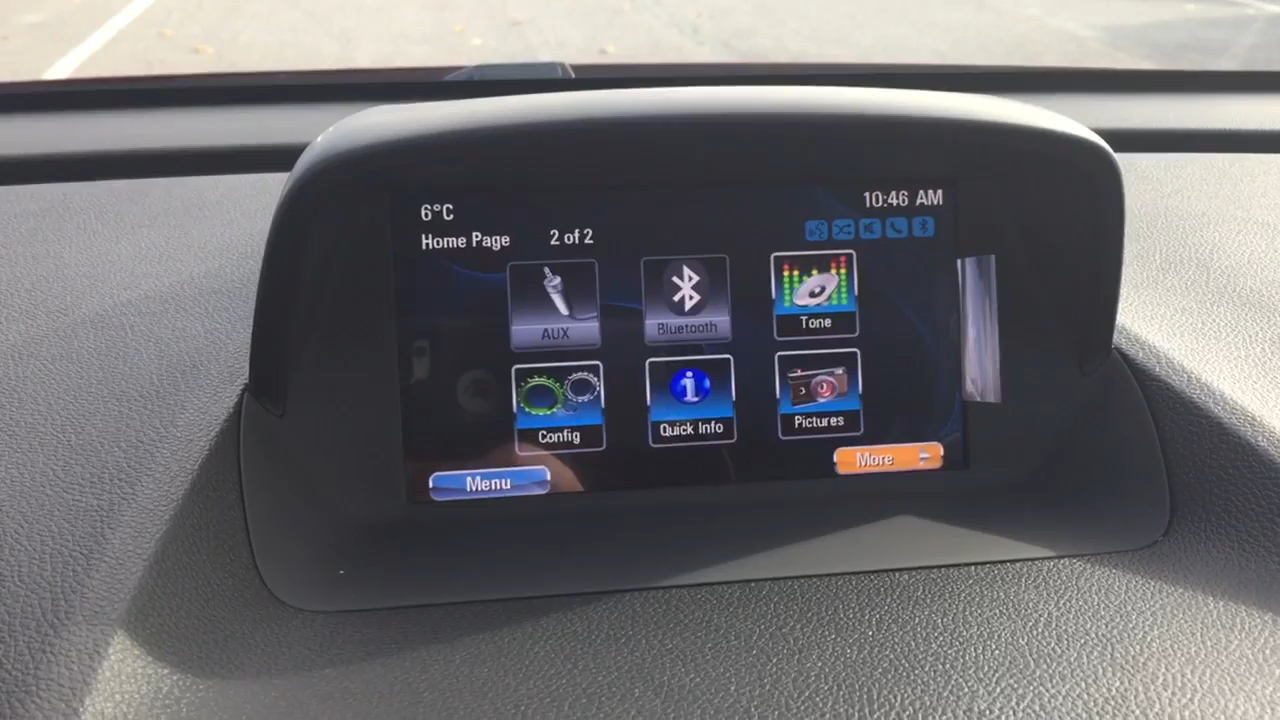 6°C
10:46 AM
Home Page 2 of 2
AUX
Bluetooth
Tone
Config
Quick Info
Pictures
Menu
More